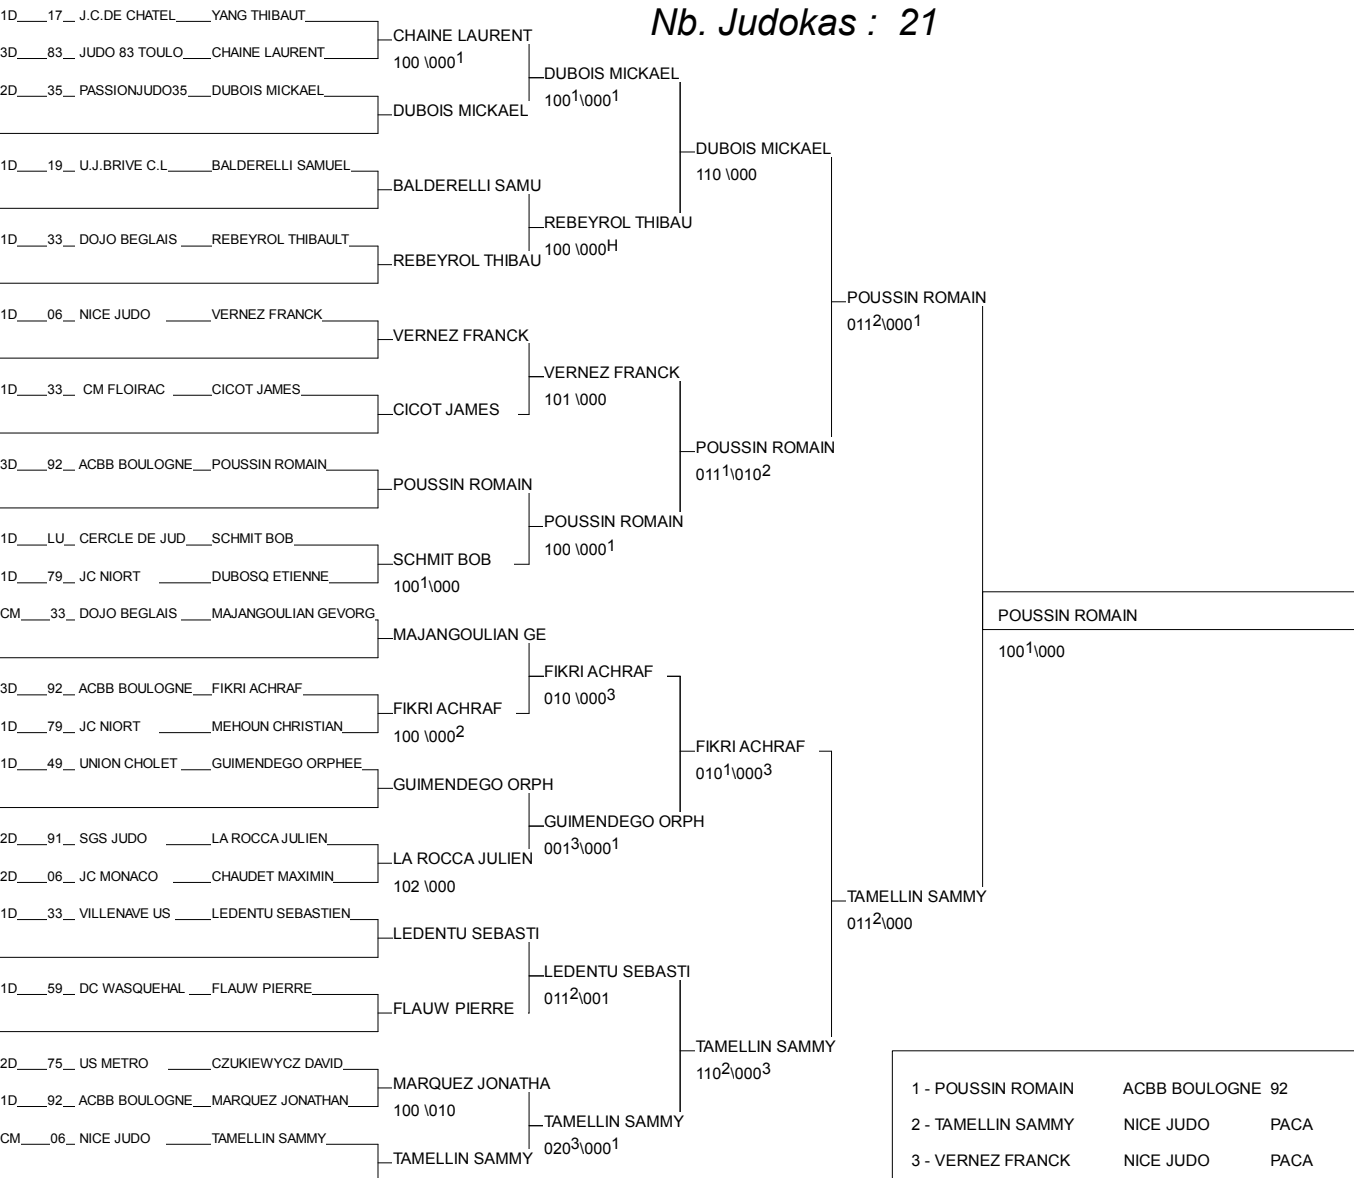 Nb. Judokas : 21
1D 17 J.C.DE CHATEL YANG THIBAUT
3D 83 JUDO 83 TOULO CHAINE LAURENT
2D 35 PASSIONJUDO35 DUBOIS MICKAEL
1D 19 U.J.BRIVE C.L BALDERELLI SAMUEL
1D 33 DOJO BEGLAIS REBEYROL THIBAULT
1D 06 NICE JUDO VERNEZ FRANCK
1D 33 CM FLOIRAC CICOT JAMES
3D 92 ACBB BOULOGNE POUSSIN ROMAIN
1D LU CERCLE DE JUD SCHMIT BOB
1D 79 JC NIORT DUBOSQ ETIENNE
CM 33 DOJO BEGLAIS MAJANGOULIAN GEVORG
3D 92 ACBB BOULOGNE FIKRI ACHRAF
1D 79 JC NIORT MEHOUN CHRISTIAN
1D 49 UNION CHOLET GUIMENDEGO ORPHEE
2D 91 SGS JUDO LA ROCCA JULIEN
2D 06 JC MONACO CHAUDET MAXIMIN
1D 33 VILLENAVE US LEDENTU SEBASTIEN
1D 59 DC WASQUEHAL FLAUW PIERRE
2D 75 US METRO CZUKIEWYCZ DAVID
1D 92 ACBB BOULOGNE MARQUEZ JONATHAN
CM 06 NICE JUDO TAMELLIN SAMMY
CHAINE LAURENT
100 \000¹
DUBOIS MICKAEL
BALDERELLI SAMU
REBEYROL THIBAU
VERNEZ FRANCK
CICOT JAMES
POUSSIN ROMAIN
SCHMIT BOB
100¹\000
MAJANGOULIAN GE
FIKRI ACHRAF
100 \000²
GUIMENDEGO ORPH
LA ROCCA JULIEN
102 \000
LEDENTU SEBASTI
FLAUW PIERRE
MARQUEZ JONATHA
100 \010
TAMELLIN SAMMY
DUBOIS MICKAEL
100¹\000¹
REBEYROL THIBAU
100 \000ᴴ
VERNEZ FRANCK
101 \000
POUSSIN ROMAIN
100 \000¹
FIKRI ACHRAF
010 \000³
GUIMENDEGO ORPH
001³\000¹
LEDENTU SEBASTI
011²\001
TAMELLIN SAMMY
020³\000¹
DUBOIS MICKAEL
110 \000
POUSSIN ROMAIN
011¹\010²
FIKRI ACHRAF
010¹\000³
TAMELLIN SAMMY
110²\000³
POUSSIN ROMAIN
011²\000¹
TAMELLIN SAMMY
011²\000
POUSSIN ROMAIN
100¹\000
1 - POUSSIN ROMAIN ACBB BOULOGNE 92
2 - TAMELLIN SAMMY NICE JUDO PACA
3 - VERNEZ FRANCK NICE JUDO PACA